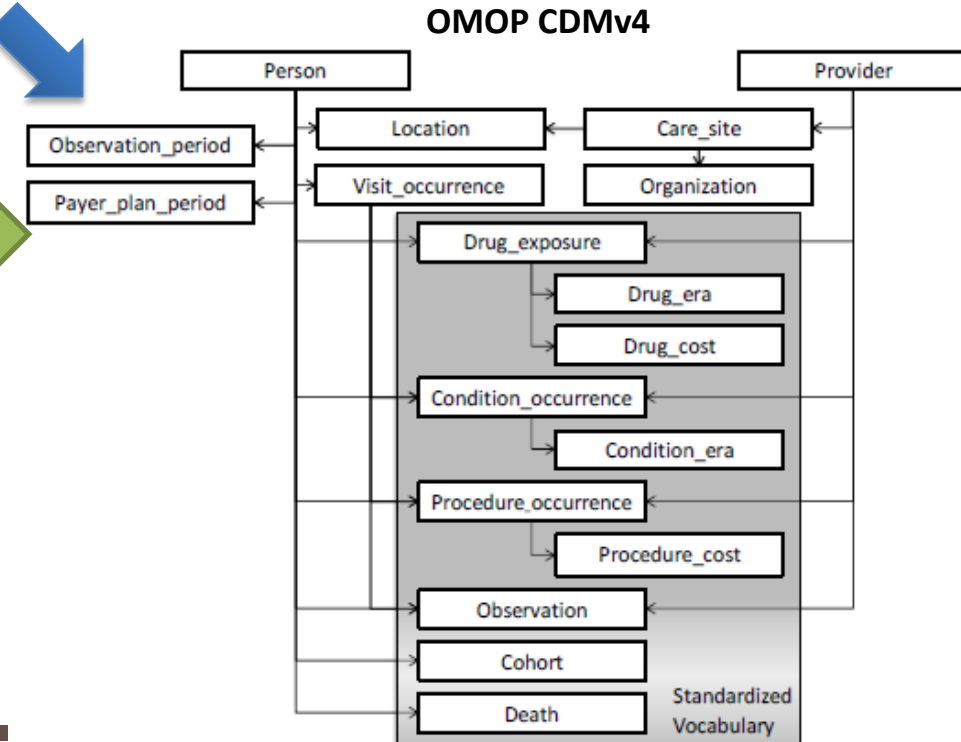 OMOP CDMv4
Person
Provider
Location
Care_site
Observation_period
Visit_occurrence
Organization
Payer_plan_period
Drug_exposure
Drug_era
Drug_cost
Condition_occurrence
Condition_era
Procedure_occurrence
Procedure_cost
Observation
Cohort
Death
Standardized
Vocabulary